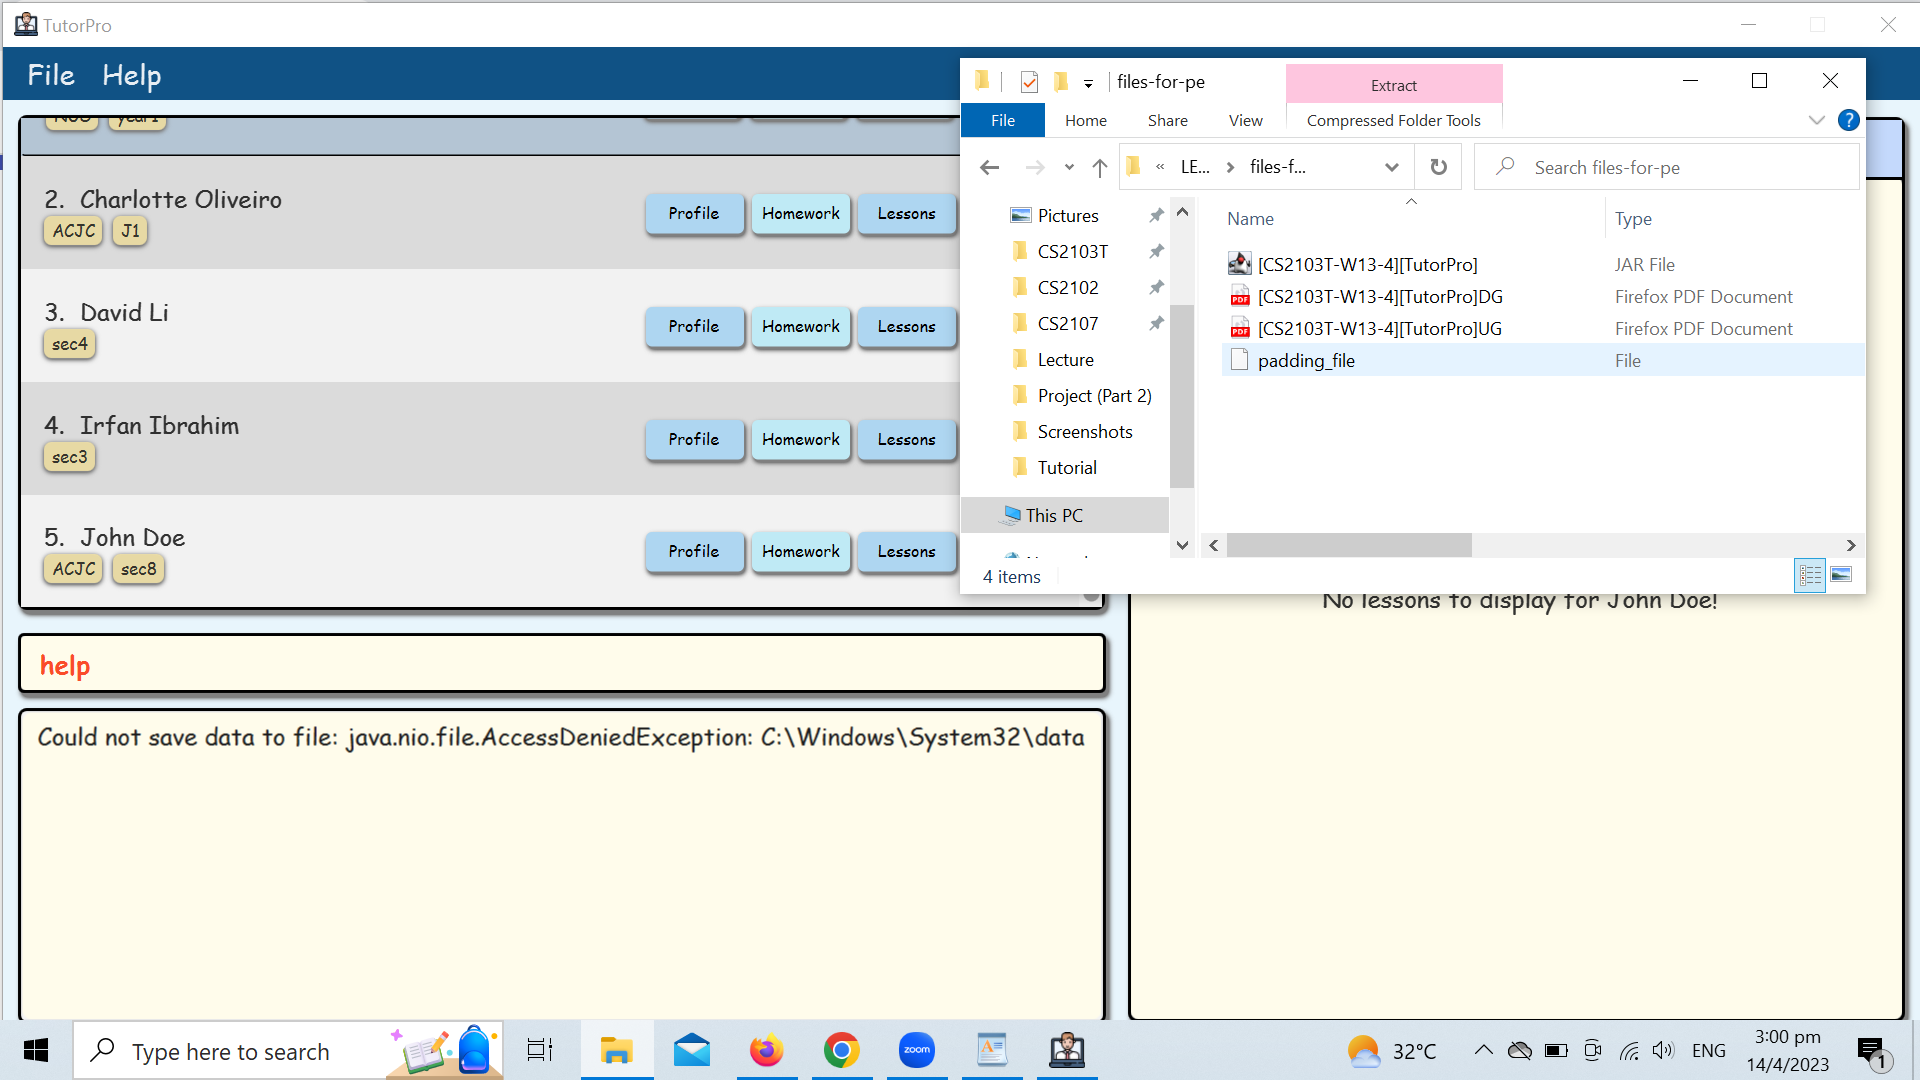 TutorPro
File Help
NUS year1
2. Charlotte Oliveiro
ACJC J1
Profile Homework Lessons
3. David Li
sec4
Profile Homework Lessons
4. Irfan Ibrahim
sec3
Profile Homework Lessons
5. John Doe
ACJC sec8
Profile Homework Lessons
help
Could not save data to file: java.nio.file.AccessDeniedException: C:\Windows\System32\data
No lessons to display for John Doe!
files-for-pe
Extract
File Home Share View Compressed Folder Tools
?
« LE... files-f...
Search files-for-pe
Pictures
CS2103T
CS2102
CS2107
Lecture
Project (Part 2)
Screenshots
Tutorial
This PC
Name Type
[CS2103T-W13-4][TutorPro] JAR File
PDF [CS2103T-W13-4][TutorPro]DG Firefox PDF Document
PDF [CS2103T-W13-4][TutorPro]UG Firefox PDF Document
padding_file File
4 items
Type here to search
zoom
32°C
ENG
3:00 pm
14/4/2023
1